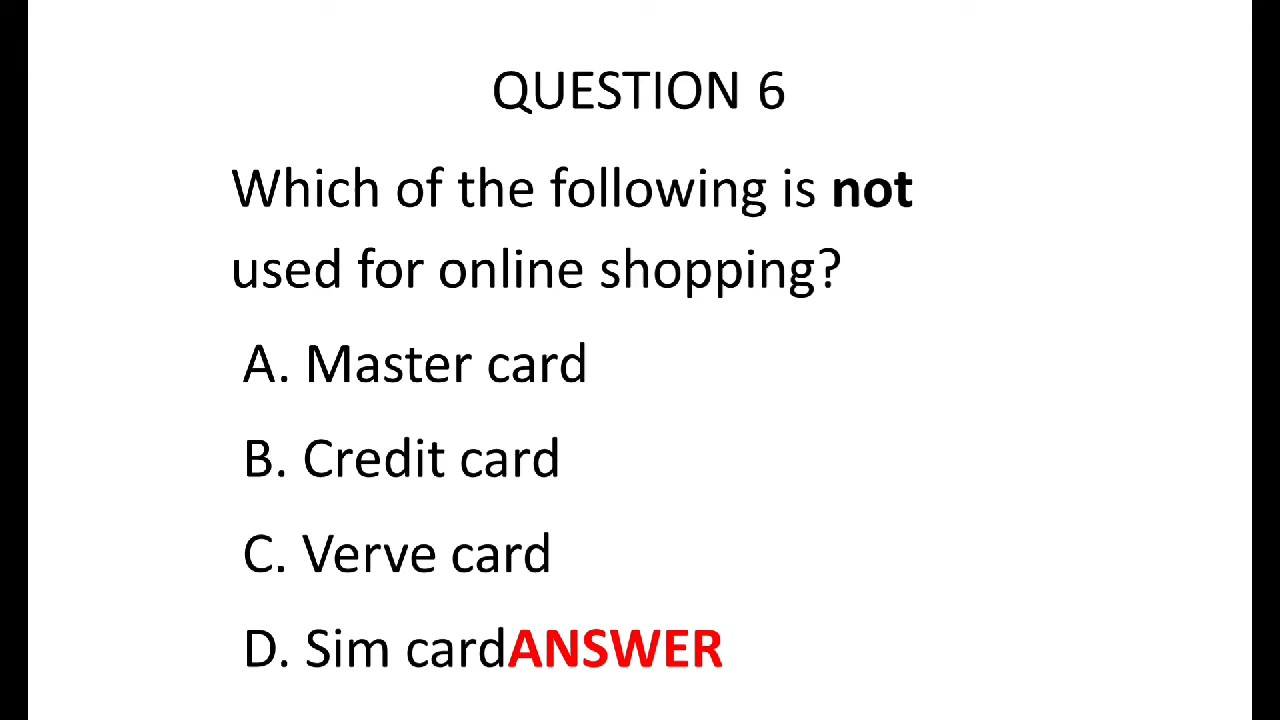 QUESTION 6
Which of the following is not
used for online shopping?
A. Master card
B. Credit card
C. Verve card
D. Sim cardANSWER